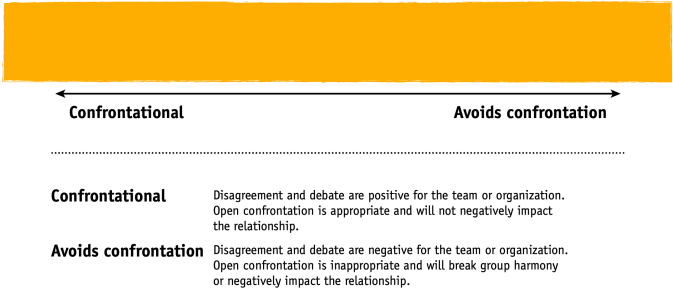 Confrontational Avoids confrontation
Confrontational Disagreement and debate are positive for the team or organization.
Open confrontation is appropriate and will not negatively impact
the relationship.
Avoids confrontation Disagreement and debate are negative for the team or organization.
Open confrontation is inappropriate and will break group harmony
or negatively impact the relationship.